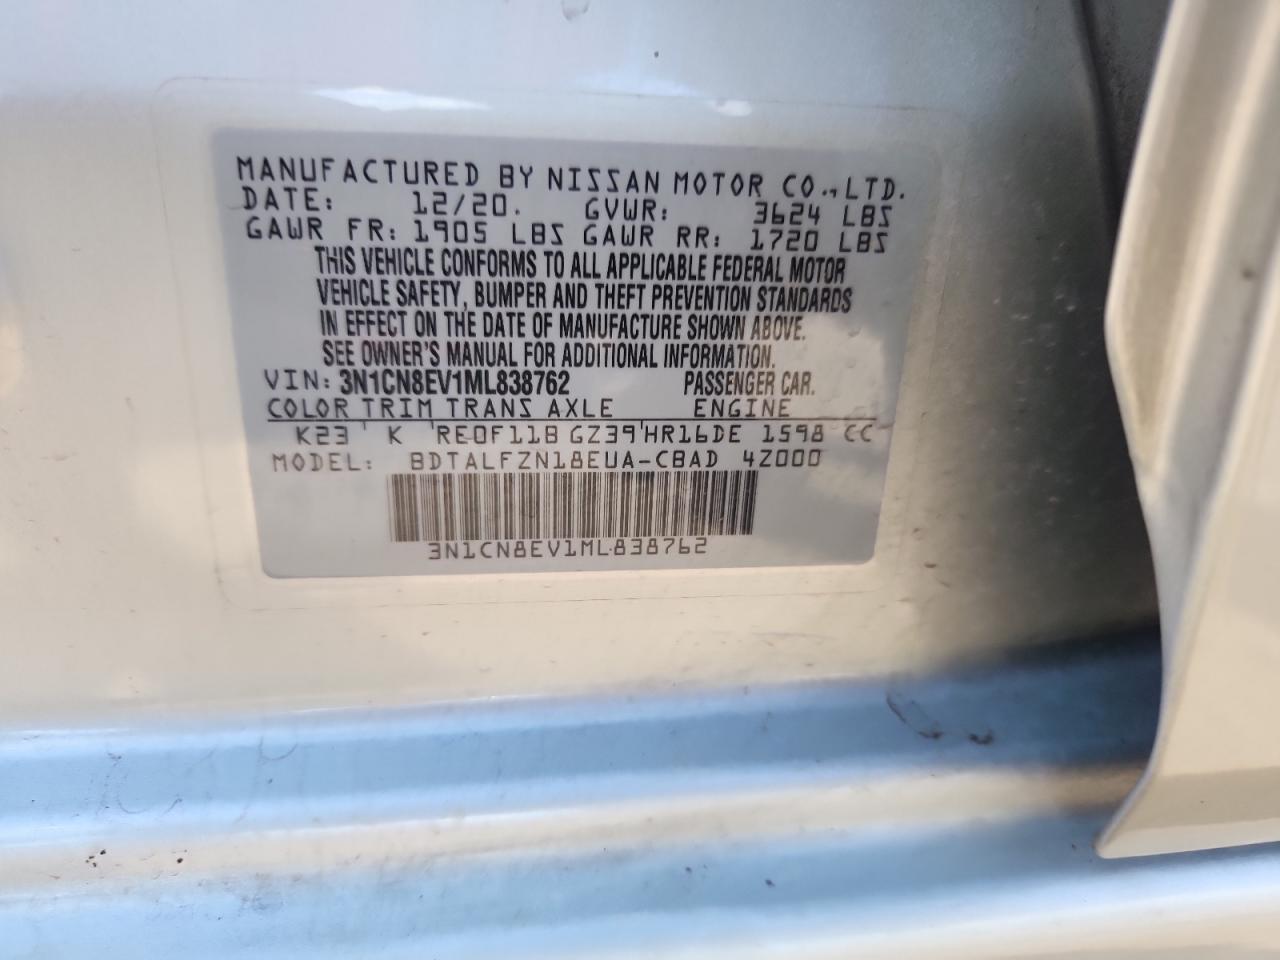 MANUFACTURED BY NISSAN MOTOR CO., LTD.
DATE: 12/20. GVWR: 3624 LBS
GAWR FR: 1905 LBS GAWR RR: 1720 LBS
THIS VEHICLE CONFORMS TO ALL APPLICABLE FEDERAL MOTOR
VEHICLE SAFETY, BUMPER AND THEFT PREVENTION STANDARDS
IN EFFECT ON THE DATE OF MANUFACTURE SHOWN ABOVE.
SEE OWNER'S MANUAL FOR ADDITIONAL INFORMATION.
VIN: 3N1CN8EV1ML838762 PASSENGER CAR.
COLOR TRIM TRANS AXLE ENGINE
K23 ' K 'RE0F11B GZ39'HR16DE 1598 CC
MODEL: BDTALFZN18EUA-CBAD 4Z000
3N1CN8EV1ML838762